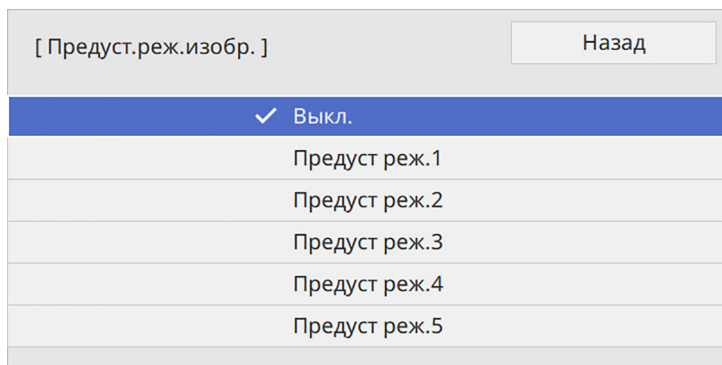 [ Предуст.реж.изобр. ]
Назад
Выкл.
Предуст реж.1
Предуст реж.2
Предуст реж.3
Предуст реж.4
Предуст реж.5